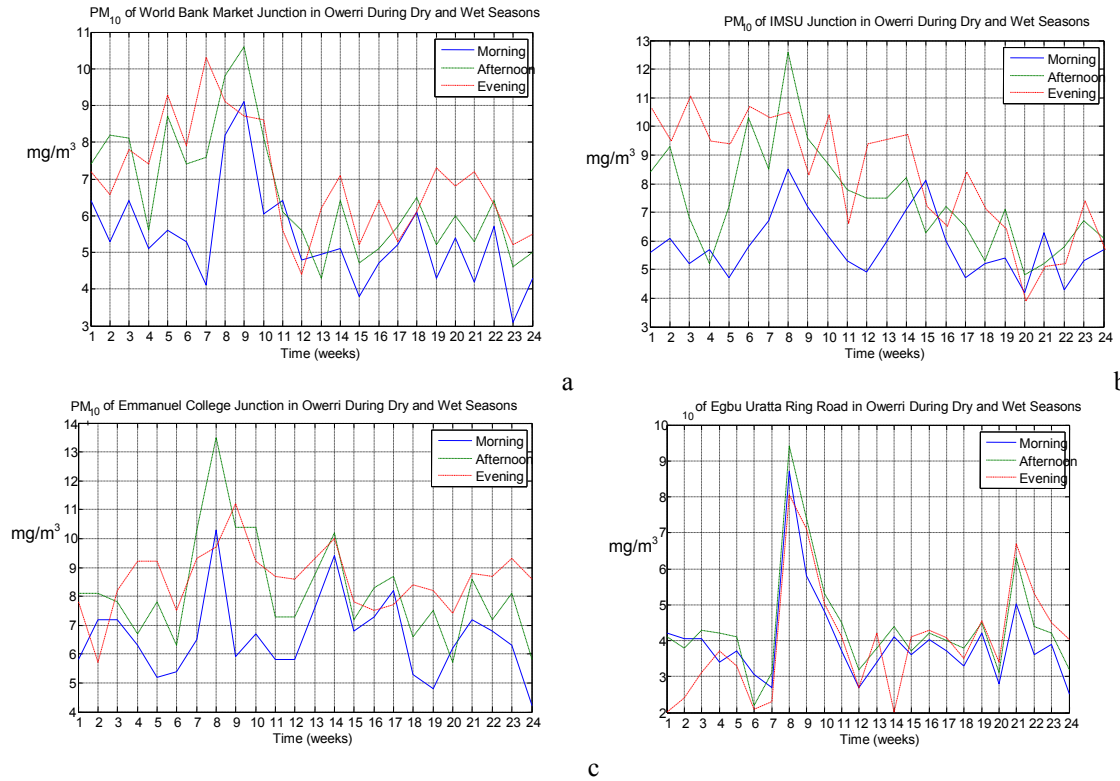 PM10 of World Bank Market Junction in Owerri During Dry and Wet Seasons
11
10
9
8
7
6
5
4
3
mg/m³
Morning
Afternoon
Evening
1 2 3 4 5 6 7 8 9 10 11 12 13 14 15 16 17 18 19 20 21 22 23 24
Time (weeks)
a
PM10 of IMSU Junction in Owerri During Dry and Wet Seasons
13
12
11
10
9
8
7
6
5
4
3
mg/m³
Morning
Afternoon
Evening
1 2 3 4 5 6 7 8 9 10 11 12 13 14 15 16 17 18 19 20 21 22 23 24
Time (weeks)
b
PM10 of Emmanuel College Junction in Owerri During Dry and Wet Seasons
14
13
12
11
10
9
8
7
6
5
4
mg/m³
Morning
Afternoon
Evening
1 2 3 4 5 6 7 8 9 10 11 12 13 14 15 16 17 18 19 20 21 22 23 24
Time (weeks)
c
10 of Egbu Uratta Ring Road in Owerri During Dry and Wet Seasons
10
9
8
7
6
5
4
3
2
mg/m³
Morning
Afternoon
Evening
1 2 3 4 5 6 7 8 9 10 11 12 13 14 15 16 17 18 19 20 21 22 23 24
Time (weeks)